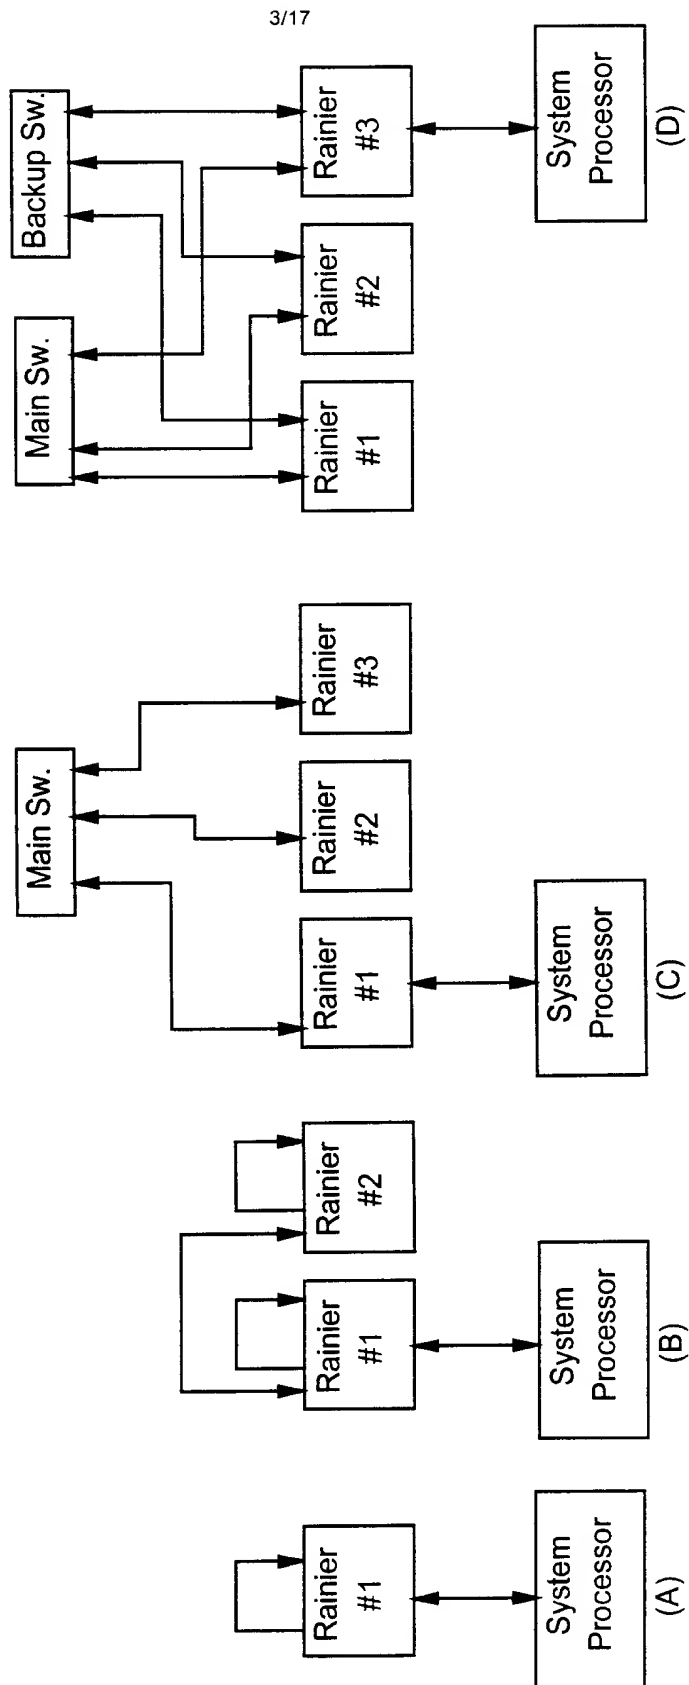 3/17
Rainier
#1
System
Processor
(A)
Rainier
#1
Rainier
#2
System
Processor
(B)
Main Sw.
Rainier
#1
Rainier
#2
Rainier
#3
System
Processor
(C)
Main Sw.
Backup Sw.
Rainier
#1
Rainier
#2
Rainier
#3
System
Processor
(D)